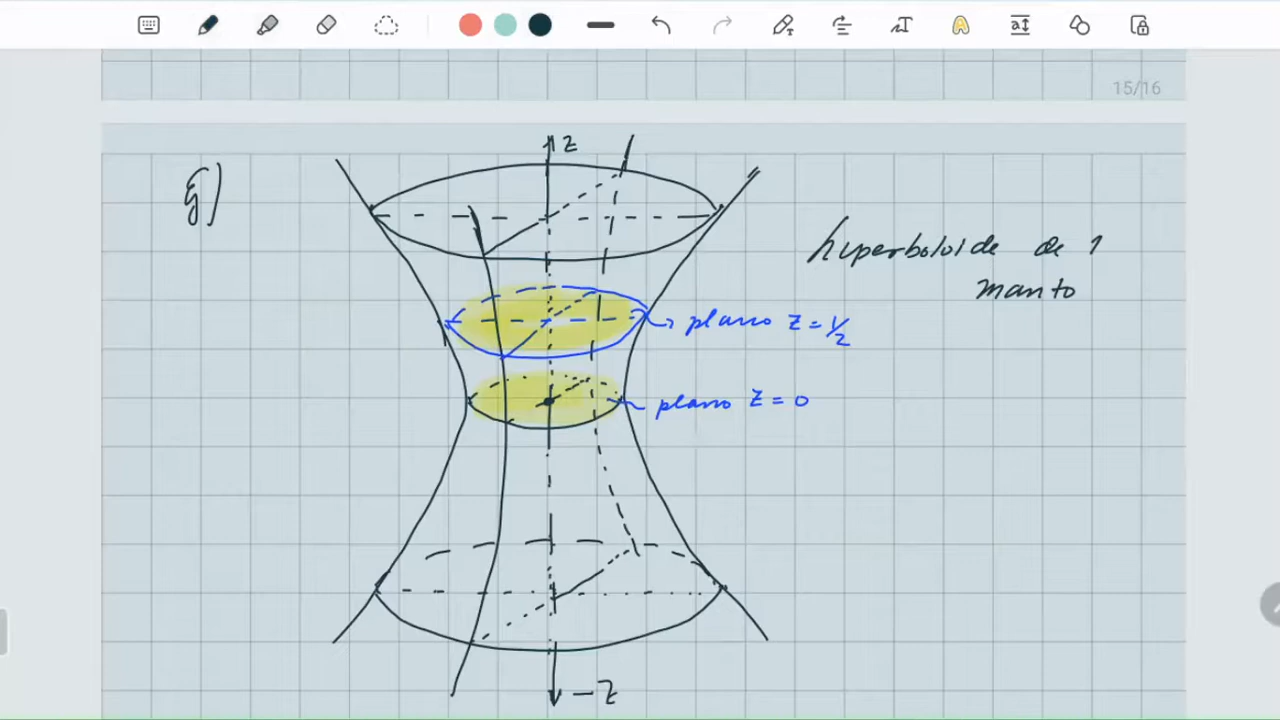 15/16
z
hiperboloide de 1
manto
plano z = 1/2
plano z = 0
-z